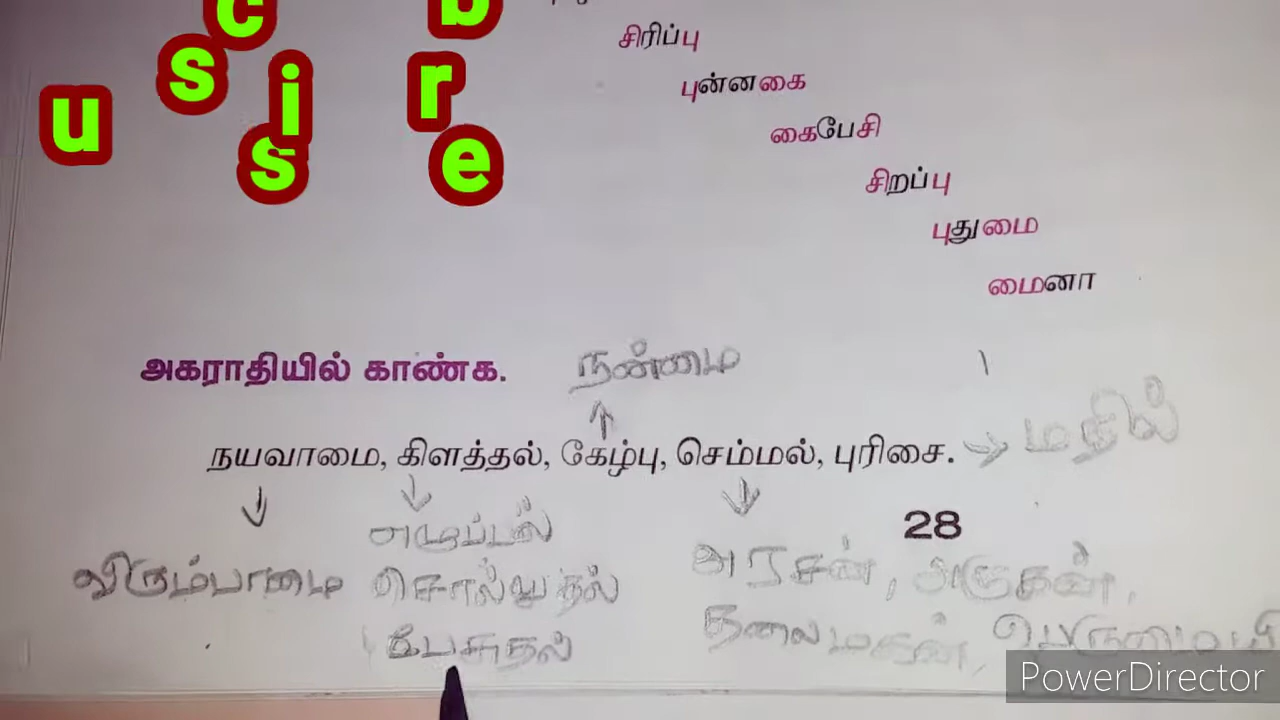 சிரிப்பு
புன்னகை
கைபேசி
சிறப்பு
புதுமை
மைனா
அகராதியில் காண்க.
நன்மை
நயவாமை, கிளத்தல், கேழ்பு, செம்மல், புரிசை.
மதில்
28
விரும்பாமை
சொல்லுதல்
பேசுதல்
அரசன், அருகன்,
தலைமகன்,
u s c i s b r e
PowerDirector